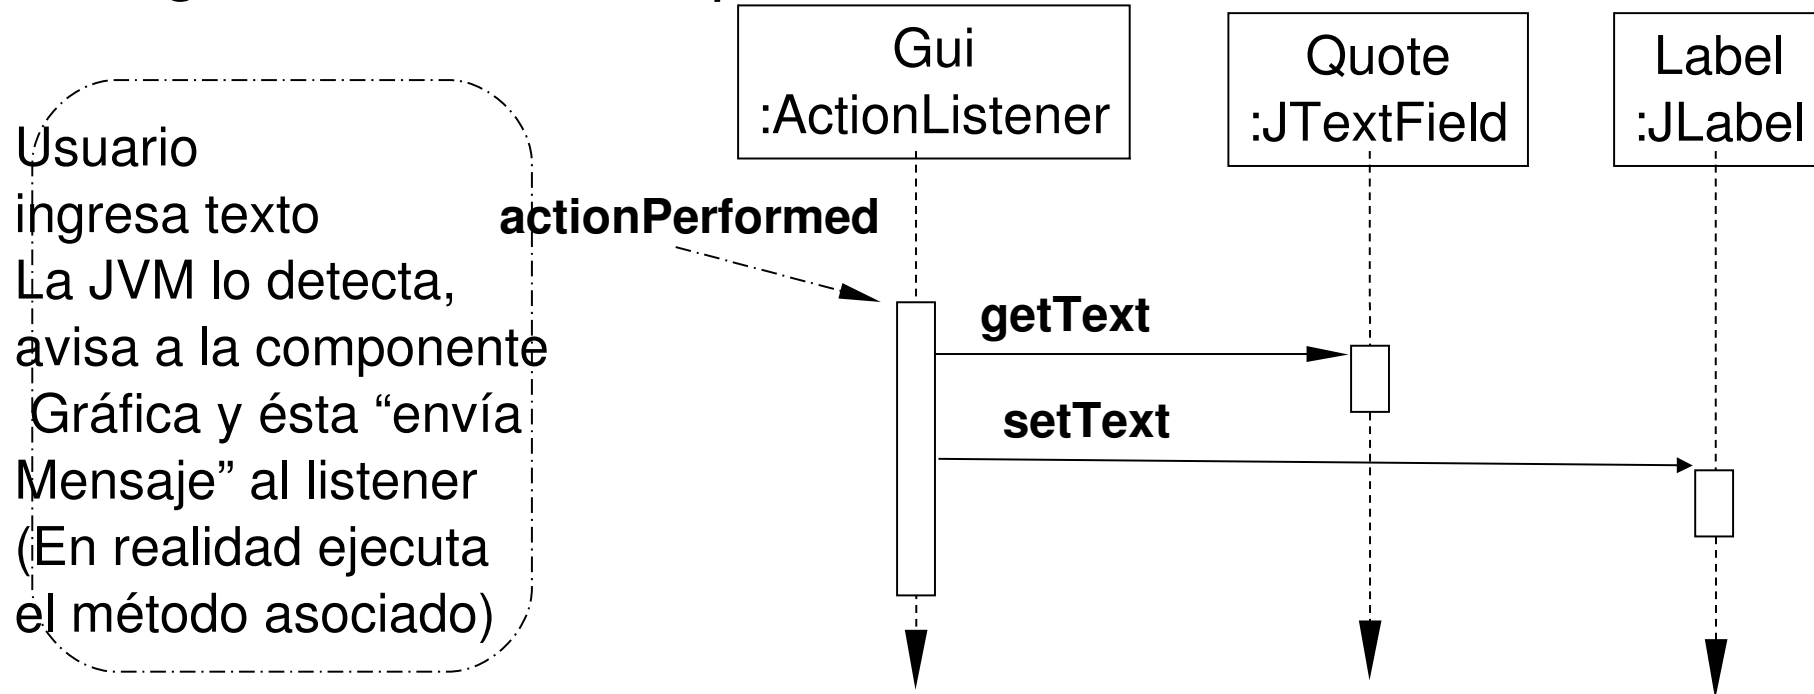 Usuario
ingresa texto
La JVM lo detecta,
avisa a la componente
Gráfica y ésta “envía
Mensaje” al listener
(En realidad ejecuta
el método asociado)
Gui
:ActionListener
Quote
:JTextField
Label
:JLabel
actionPerformed
getText
setText